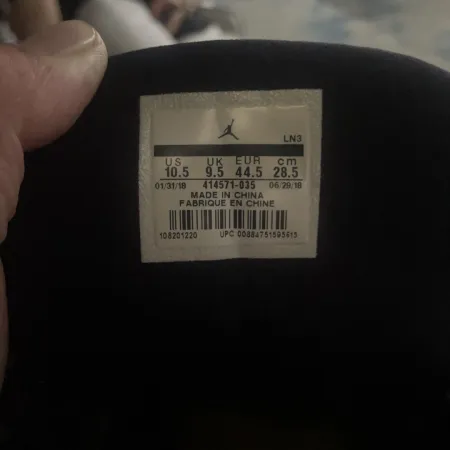 LN3
US UK EUR cm
10.5 9.5 44.5 28.5
01/31/18 414571-035 06/29/18
MADE IN CHINA
FABRIQUE EN CHINE
108201220 UPC 00884751595615